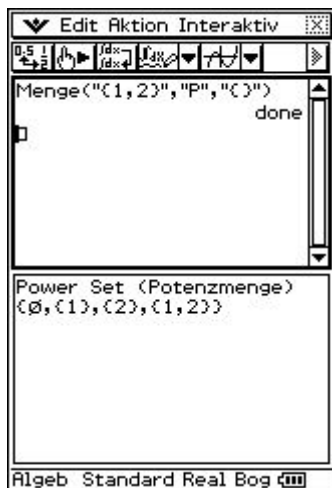 Edit Aktion Interaktiv
Menge("{1,2}","P","{}")
done
Power Set (Potenzmenge)
{Ø,{1},{2},{1,2}}
Algeb Standard Real Bog